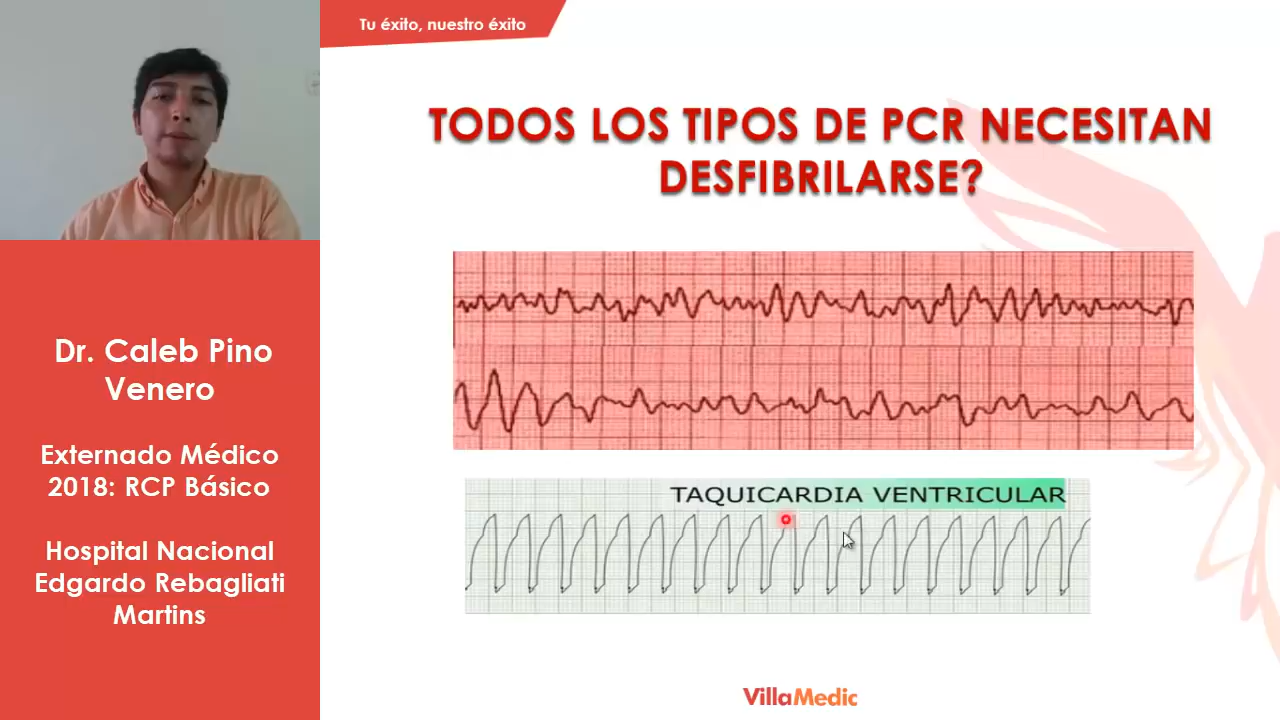 Tu éxito, nuestro éxito
TODOS LOS TIPOS DE PCR NECESITAN
DESFIBRILARSE?
TAQUICARDIA VENTRICULAR
Dr. Caleb Pino
Venero
Externado Médico
2018: RCP Básico
Hospital Nacional
Edgardo Rebagliati
Martins
VillaMedic